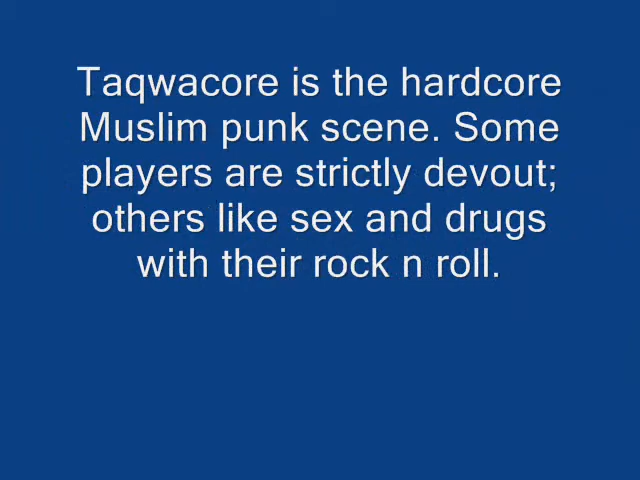 Taqwacore is the hardcore
Muslim punk scene. Some
players are strictly devout;
others like sex and drugs
with their rock n roll.